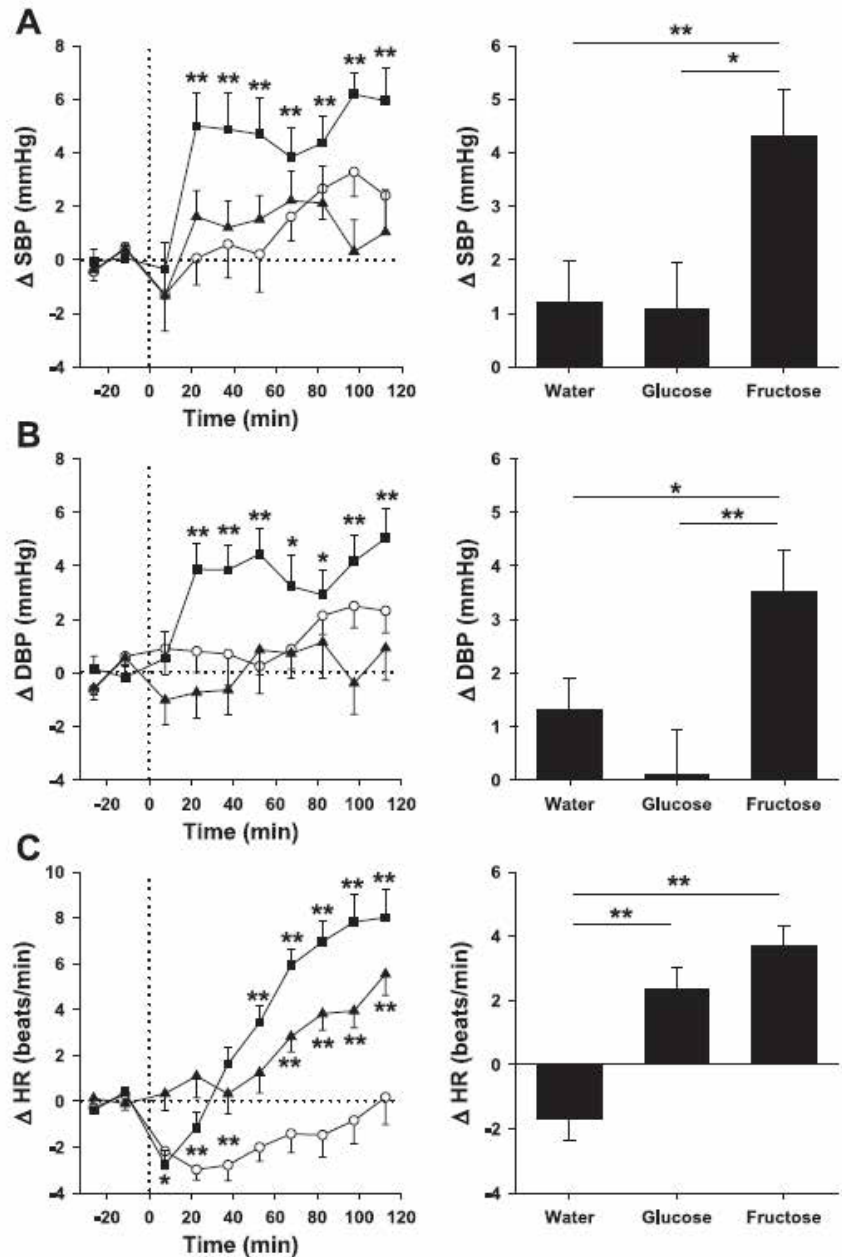 A
Δ SBP (mmHg)
8
6
4
2
0
-2
-4
** ** ** ** ** ** **
-20 0 20 40 60 80 100 120
Time (min)
Δ SBP (mmHg)
6
5
4
3
2
1
0
**
*
Water Glucose Fructose
B
Δ DBP (mmHg)
8
6
4
2
0
-2
-4
** ** ** * * ** **
-20 0 20 40 60 80 100 120
Time (min)
Δ DBP (mmHg)
6
5
4
3
2
1
0
*
**
Water Glucose Fructose
C
Δ HR (beats/min)
10
8
6
4
2
0
-2
-4
** ** ** ** **
** ** ** **
* ** **
-20 0 20 40 60 80 100 120
Time (min)
Δ HR (beats/min)
6
4
2
0
-2
-4
**
**
Water Glucose Fructose